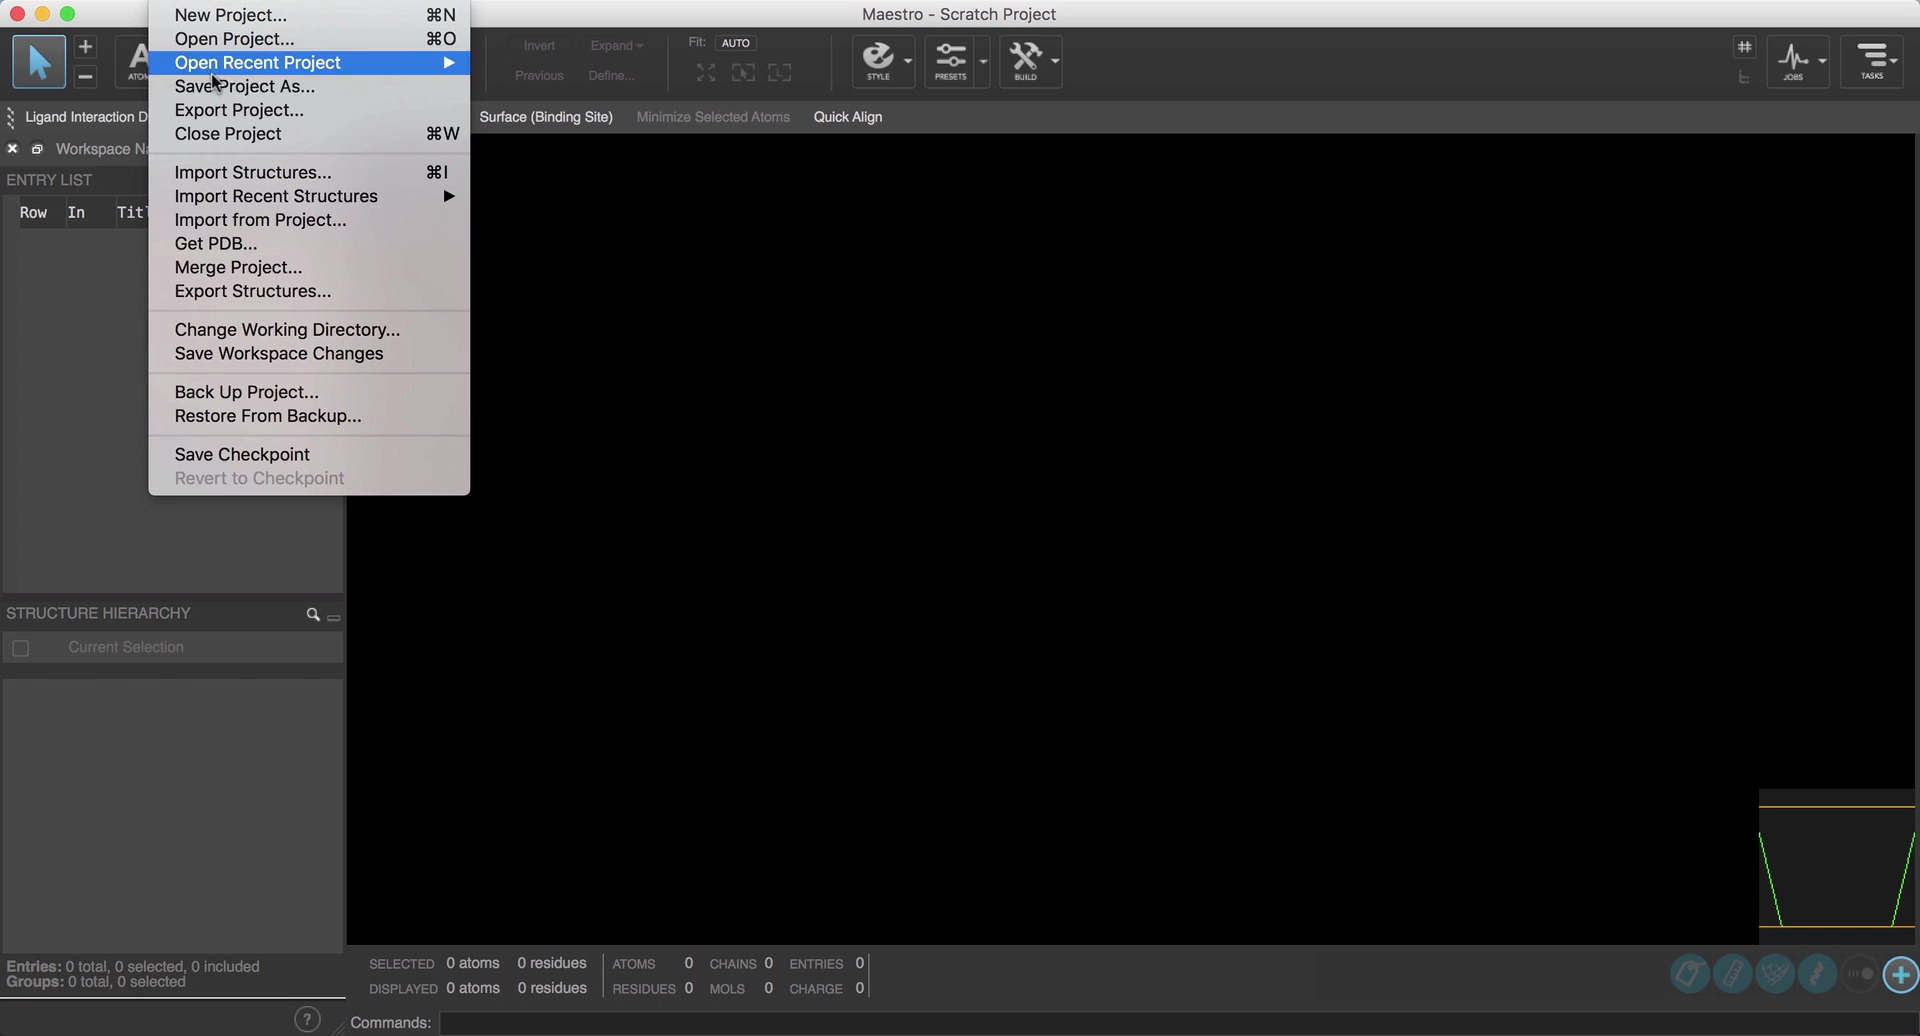 Maestro - Scratch Project
New Project... ⌘N
Open Project... ⌘O
Open Recent Project ▶
Save Project As...
Export Project...
Close Project ⌘W
Import Structures... ⌘I
Import Recent Structures ▶
Import from Project...
Get PDB...
Merge Project...
Export Structures...
Change Working Directory...
Save Workspace Changes
Back Up Project...
Restore From Backup...
Save Checkpoint
Revert to Checkpoint
Invert Expand
Previous Define...
Fit: AUTO
STYLE PRESETS BUILD
JOBS TASKS
Ligand Interaction D
Surface (Binding Site) Minimize Selected Atoms Quick Align
Workspace Na
ENTRY LIST
Row In Titl
STRUCTURE HIERARCHY
Current Selection
Entries: 0 total, 0 selected, 0 included
Groups: 0 total, 0 selected
SELECTED 0 atoms 0 residues ATOMS 0 CHAINS 0 ENTRIES 0
DISPLAYED 0 atoms 0 residues RESIDUES 0 MOLS 0 CHARGE 0
Commands: